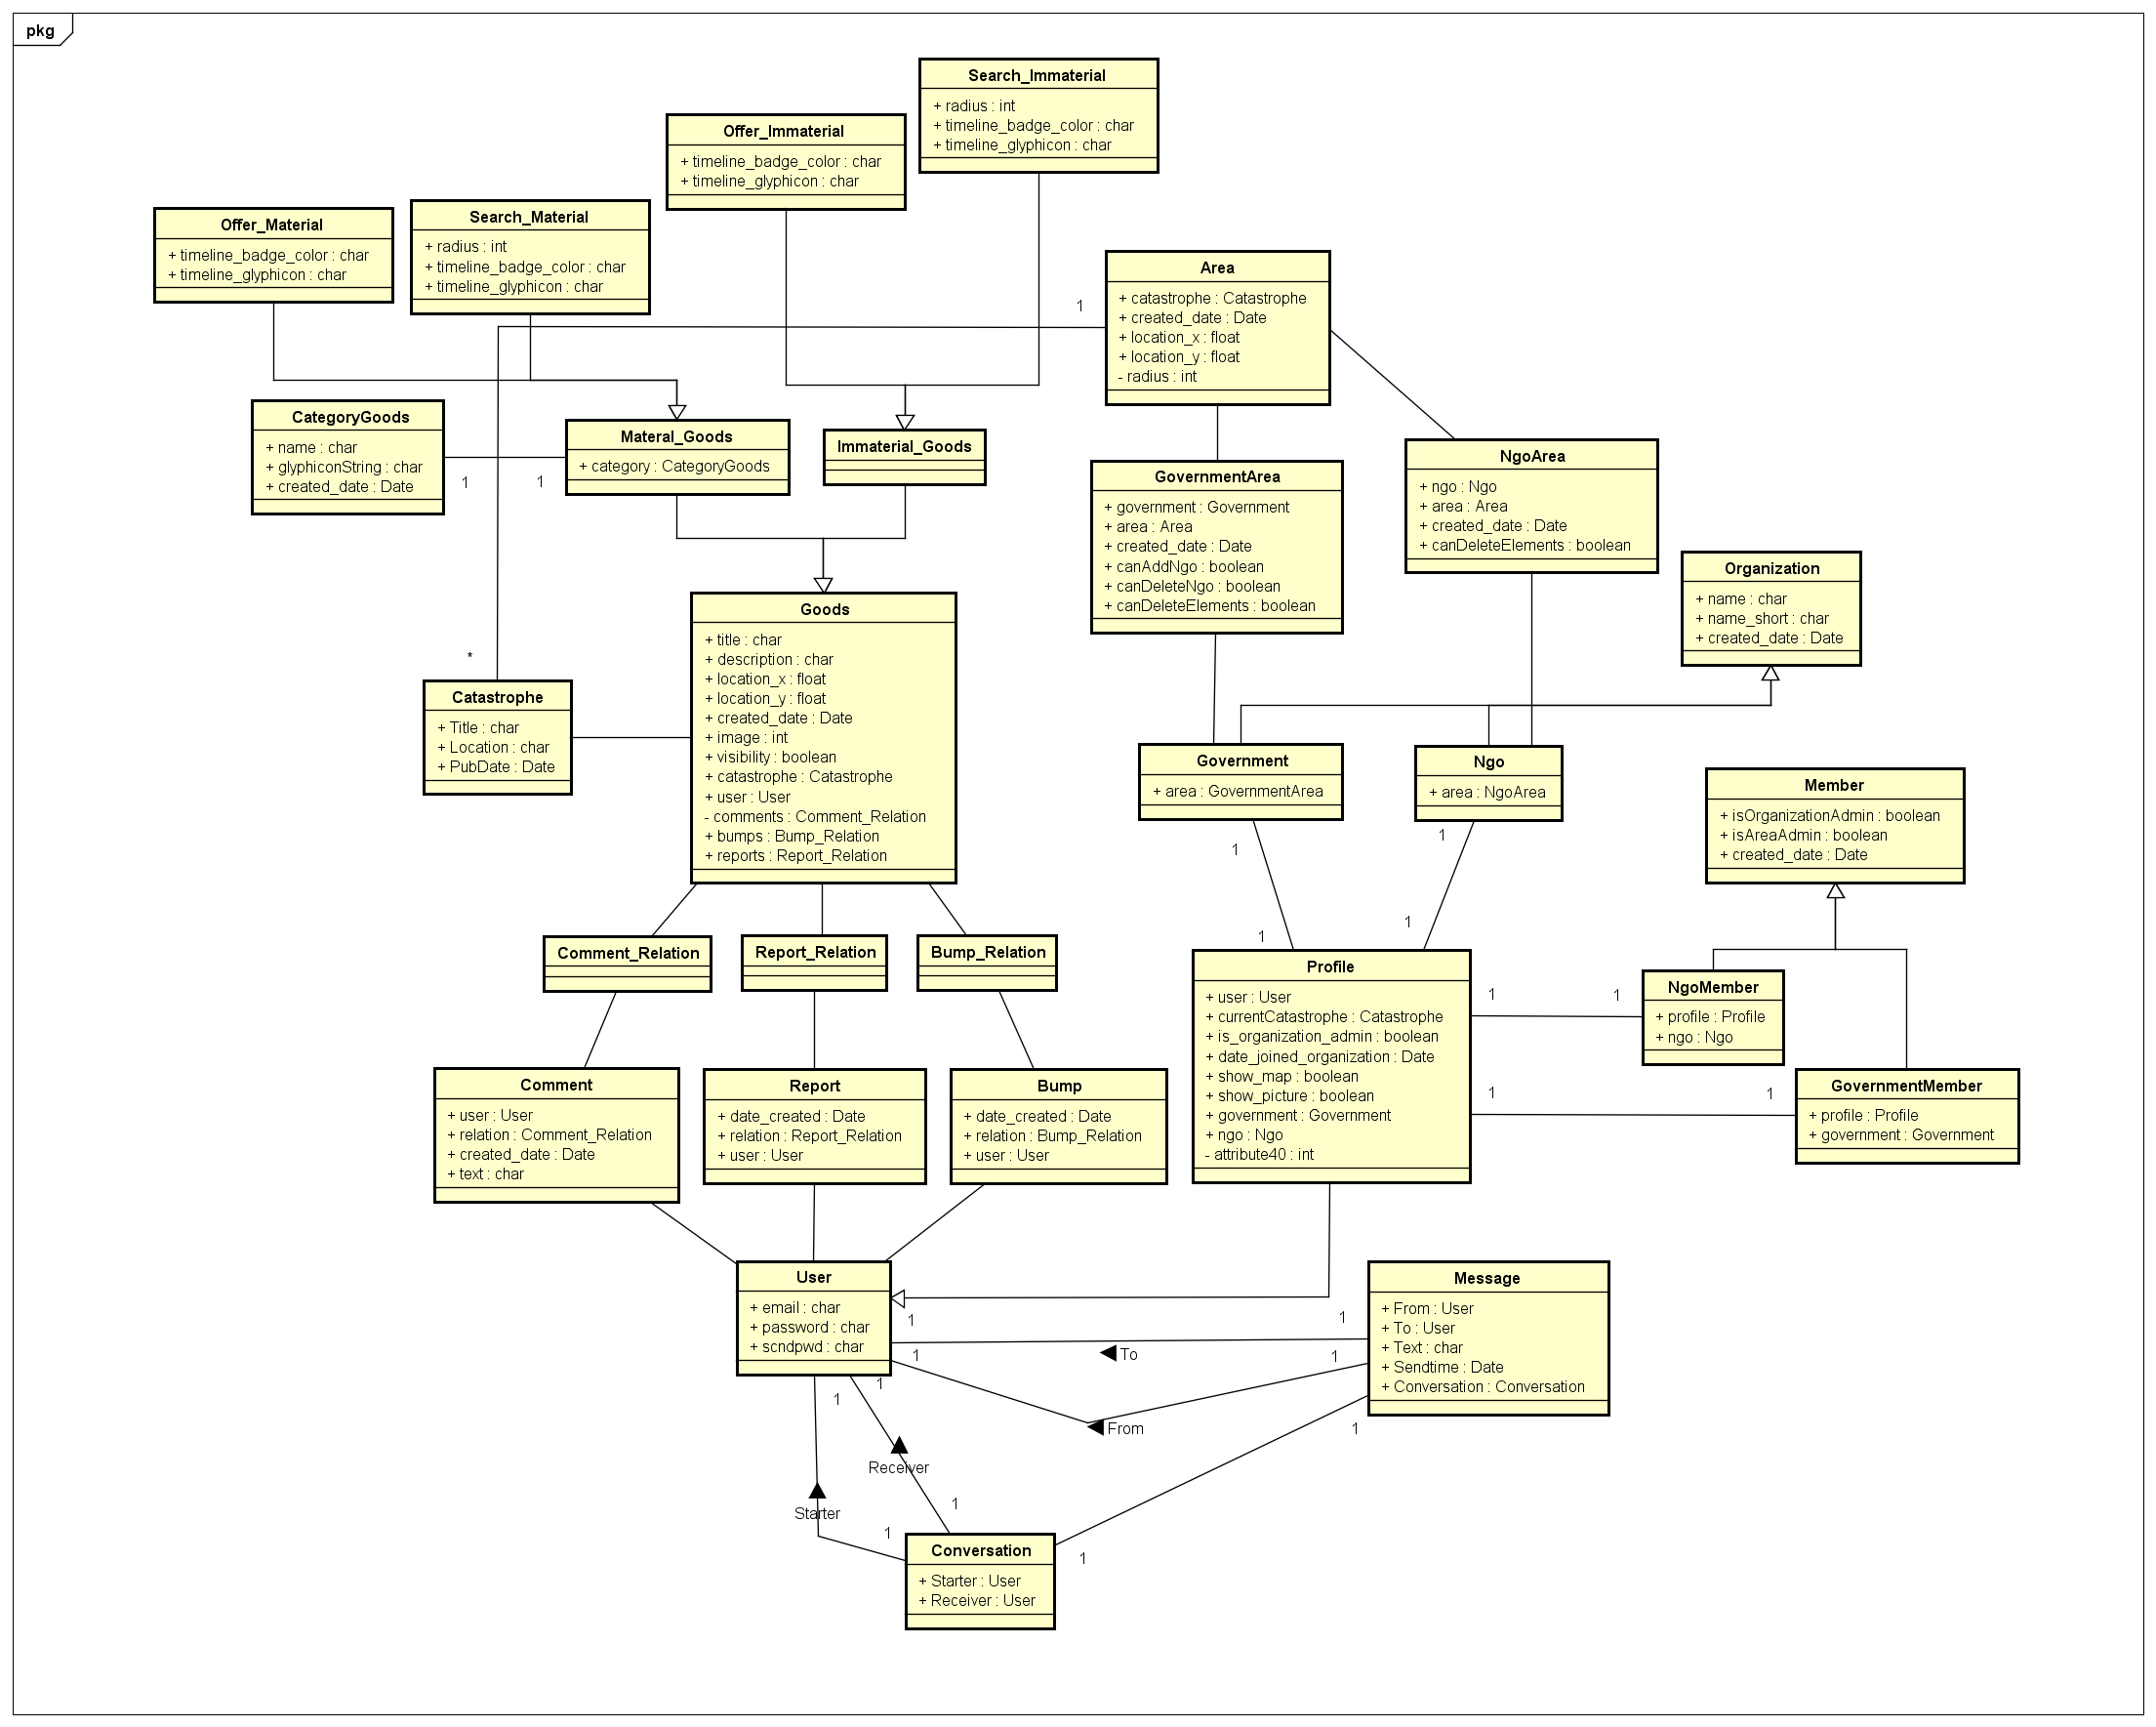 pkg
Search_Immaterial
+ radius : int
+ timeline_badge_color : char
+ timeline_glyphicon : char
Offer_Immaterial
+ timeline_badge_color : char
+ timeline_glyphicon : char
Offer_Material
+ timeline_badge_color : char
+ timeline_glyphicon : char
Search_Material
+ radius : int
+ timeline_badge_color : char
+ timeline_glyphicon : char
Area
+ catastrophe : Catastrophe
+ created_date : Date
+ location_x : float
+ location_y : float
- radius : int
1
CategoryGoods
+ name : char
+ glyphiconString : char
+ created_date : Date
1
1
Materal_Goods
+ category : CategoryGoods
Immaterial_Goods
GovernmentArea
+ government : Government
+ area : Area
+ created_date : Date
+ canAddNgo : boolean
+ canDeleteNgo : boolean
+ canDeleteElements : boolean
NgoArea
+ ngo : Ngo
+ area : Area
+ created_date : Date
+ canDeleteElements : boolean
Organization
+ name : char
+ name_short : char
+ created_date : Date
Goods
+ title : char
+ description : char
+ location_x : float
+ location_y : float
+ created_date : Date
+ image : int
+ visibility : boolean
+ catastrophe : Catastrophe
+ user : User
- comments : Comment_Relation
+ bumps : Bump_Relation
+ reports : Report_Relation
*
Catastrophe
+ Title : char
+ Location : char
+ PubDate : Date
Government
+ area : GovernmentArea
Ngo
+ area : NgoArea
Member
+ isOrganizationAdmin : boolean
+ isAreaAdmin : boolean
+ created_date : Date
1
1
1
1
Comment_Relation
Report_Relation
Bump_Relation
Profile
+ user : User
+ currentCatastrophe : Catastrophe
+ is_organization_admin : boolean
+ date_joined_organization : Date
+ show_map : boolean
+ show_picture : boolean
+ government : Government
+ ngo : Ngo
- attribute40 : int
1
1
NgoMember
+ profile : Profile
+ ngo : Ngo
1
1
GovernmentMember
+ profile : Profile
+ government : Government
Comment
+ user : User
+ relation : Comment_Relation
+ created_date : Date
+ text : char
Report
+ date_created : Date
+ relation : Report_Relation
+ user : User
Bump
+ date_created : Date
+ relation : Bump_Relation
+ user : User
User
+ email : char
+ password : char
+ scndpwd : char
Message
+ From : User
+ To : User
+ Text : char
+ Sendtime : Date
+ Conversation : Conversation
1
1
To
1
1
From
1
1
Receiver
Starter
1
1
1
1
Conversation
+ Starter : User
+ Receiver : User